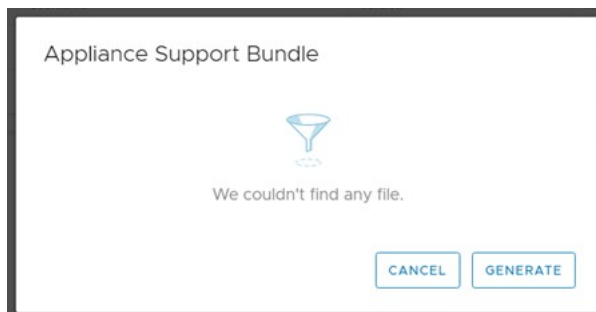 Appliance Support Bundle
We couldn't find any file.
CANCEL GENERATE